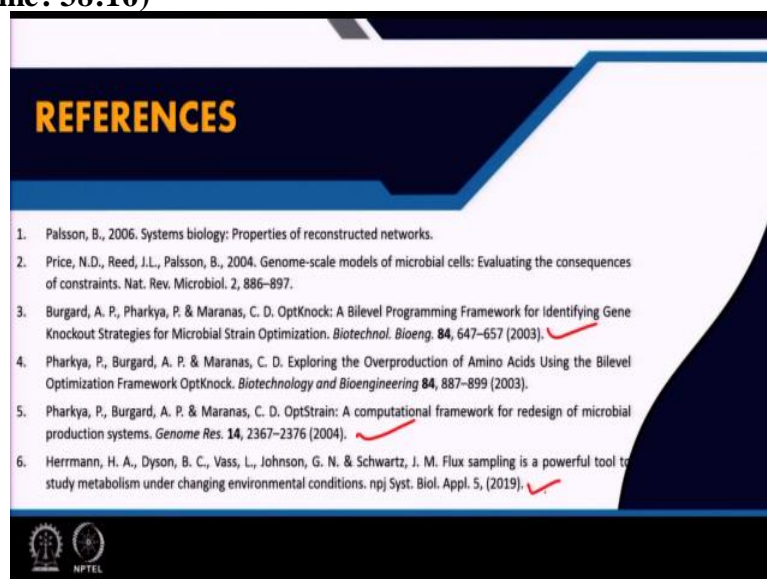 REFERENCES
1. Palsson, B., 2006. Systems biology: Properties of reconstructed networks.
2. Price, N.D., Reed, J.L., Palsson, B., 2004. Genome-scale models of microbial cells: Evaluating the consequences
of constraints. Nat. Rev. Microbiol. 2, 886–897.
3. Burgard, A. P., Pharkya, P. & Maranas, C. D. OptKnock: A Bilevel Programming Framework for Identifying Gene
Knockout Strategies for Microbial Strain Optimization. Biotechnol. Bioeng. 84, 647–657 (2003).
4. Pharkya, P., Burgard, A. P. & Maranas, C. D. Exploring the Overproduction of Amino Acids Using the Bilevel
Optimization Framework OptKnock. Biotechnology and Bioengineering 84, 887–899 (2003).
5. Pharkya, P., Burgard, A. P. & Maranas, C. D. OptStrain: A computational framework for redesign of microbial
production systems. Genome Res. 14, 2367–2376 (2004).
6. Herrmann, H. A., Dyson, B. C., Vass, L., Johnson, G. N. & Schwartz, J. M. Flux sampling is a powerful tool to
study metabolism under changing environmental conditions. npj Syst. Biol. Appl. 5, (2019).
NPTEL